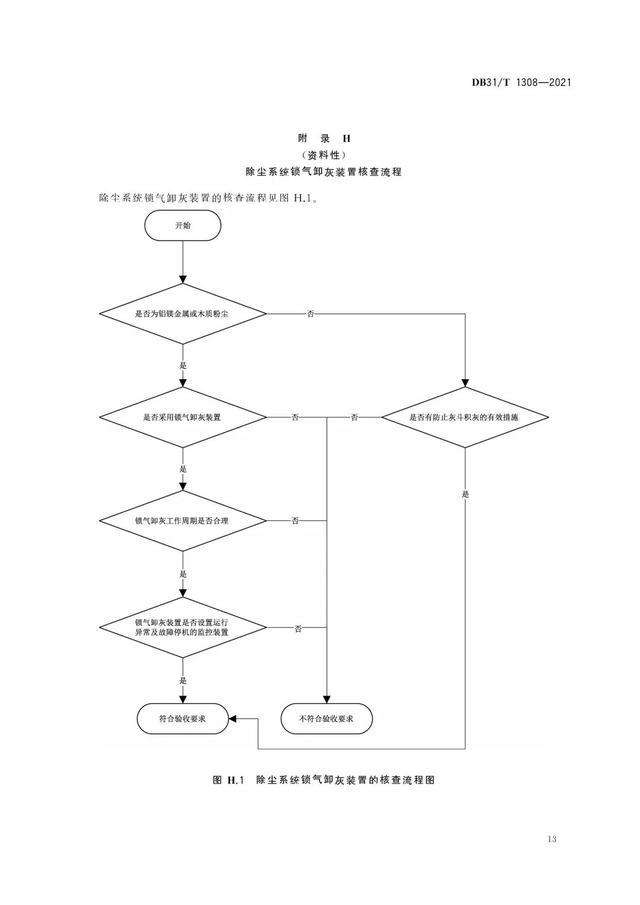 DB31/T 1308—2021
附 录 H
(资料性)
除尘系统锁气卸灰装置核查流程
除尘系统锁气卸灰装置的核查流程见图 H.1。
开始
是否为铝镁金属或木质粉尘
否
是
是否采用锁气卸灰装置
否
否
是否有防止灰斗积灰的有效措施
是
是
锁气卸灰工作周期是否合理
否
是
锁气卸灰装置是否设置运行
异常及故障停机的监控装置
否
是
符合验收要求
不符合验收要求
图 H.1 除尘系统锁气卸灰装置的核查流程图
13